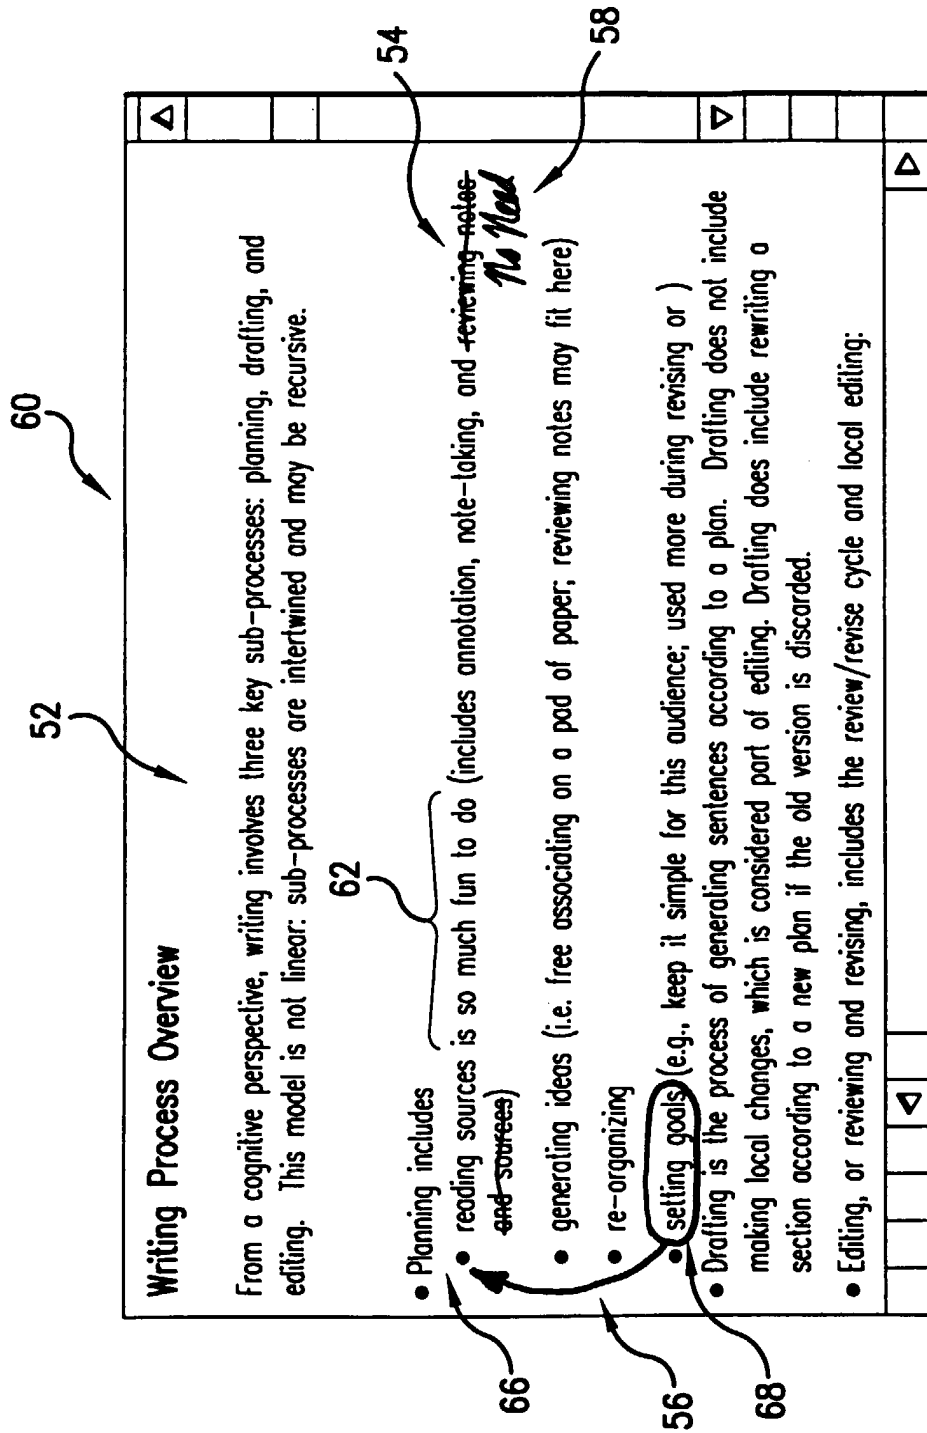 60
52
54
58
62
Writing Process Overview
From a cognitive perspective, writing involves three key sub-processes: planning, drafting, and
editing. This model is not linear: sub-processes are intertwined and may be recursive.
66
• Planning includes
• reading sources is so much fun to do (includes annotation, note-taking, and reviewing notes
and sources)
No Need
• generating ideas (i.e. free associating on a pad of paper; reviewing notes may fit here)
• re-organizing
56
• setting goals (e.g., keep it simple for this audience; used more during revising or )
68
• Drafting is the process of generating sentences according to a plan. Drafting does not include
making local changes, which is considered part of editing. Drafting does include rewriting a
section according to a new plan if the old version is discarded.
• Editing, or reviewing and revising, includes the review/revise cycle and local editing: